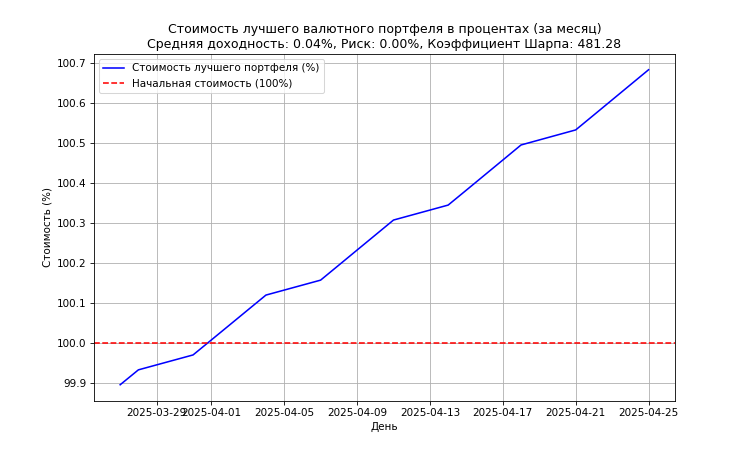 Стоимость лучшего валютного портфеля в процентах (за месяц)
Средняя доходность: 0.04%, Риск: 0.00%, Коэффициент Шарпа: 481.28
Стоимость лучшего портфеля (%)
Начальная стоимость (100%)
Стоимость (%)
100.7
100.6
100.5
100.4
100.3
100.2
100.1
100.0
99.9
2025-03-29 2025-04-01 2025-04-05 2025-04-09 2025-04-13 2025-04-17 2025-04-21 2025-04-25
День